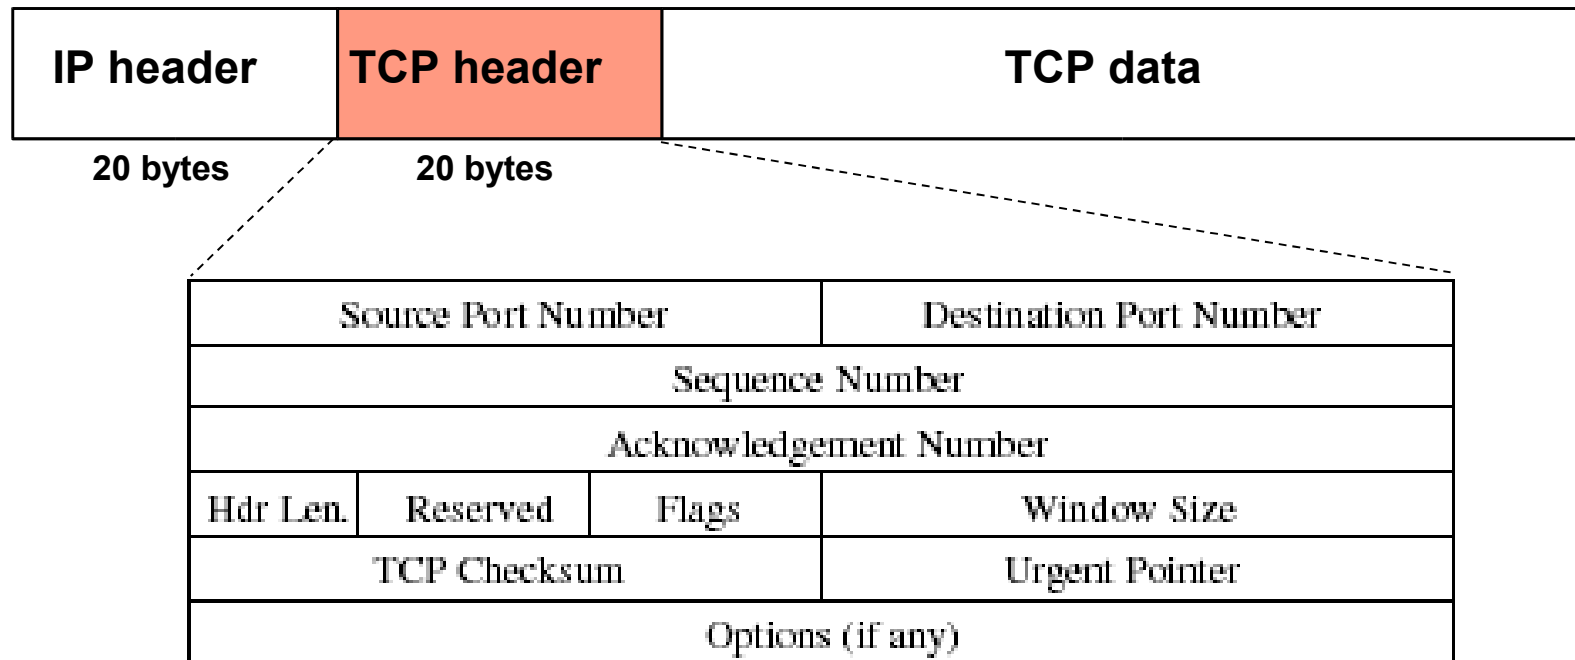 IP header TCP header TCP data
20 bytes 20 bytes
Source Port Number Destination Port Number
Sequence Number
Acknowledgement Number
Hdr Len. Reserved Flags Window Size
TCP Checksum Urgent Pointer
Options (if any)